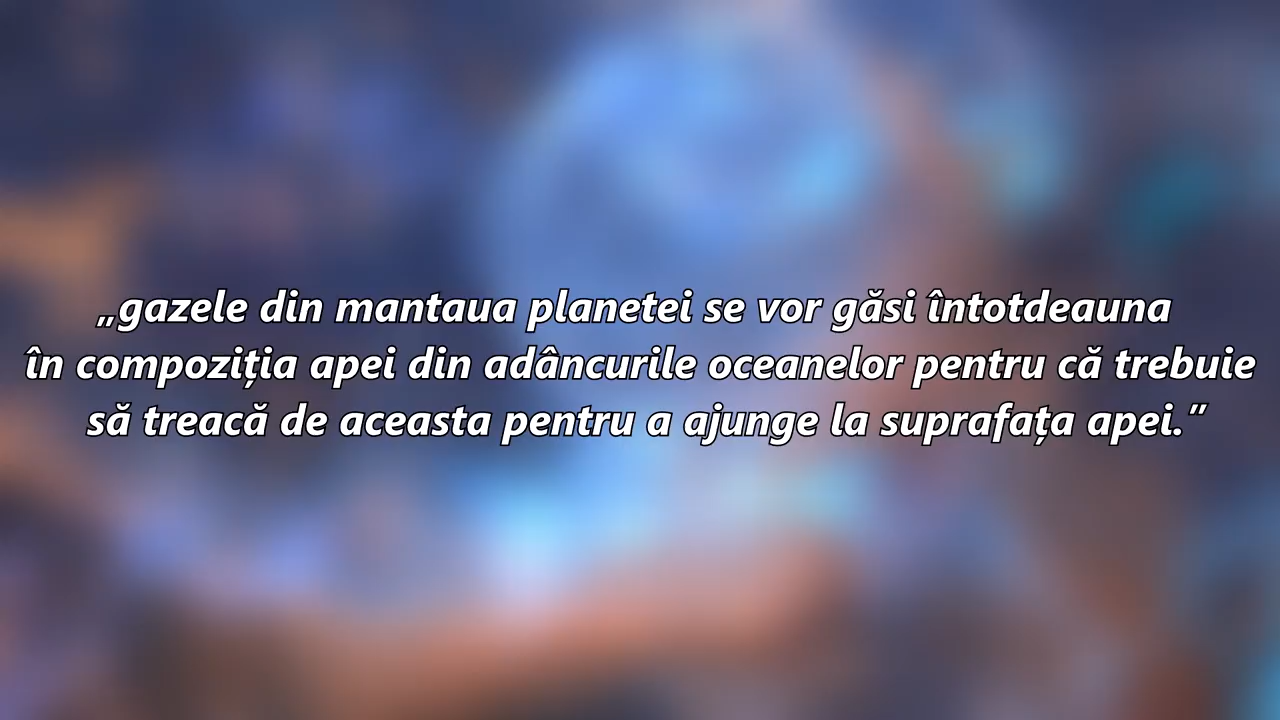 „gazele din mantaua planetei se vor găsi întotdeauna
în compoziția apei din adâncurile oceanelor pentru că trebuie
să treacă de aceasta pentru a ajunge la suprafața apei.”